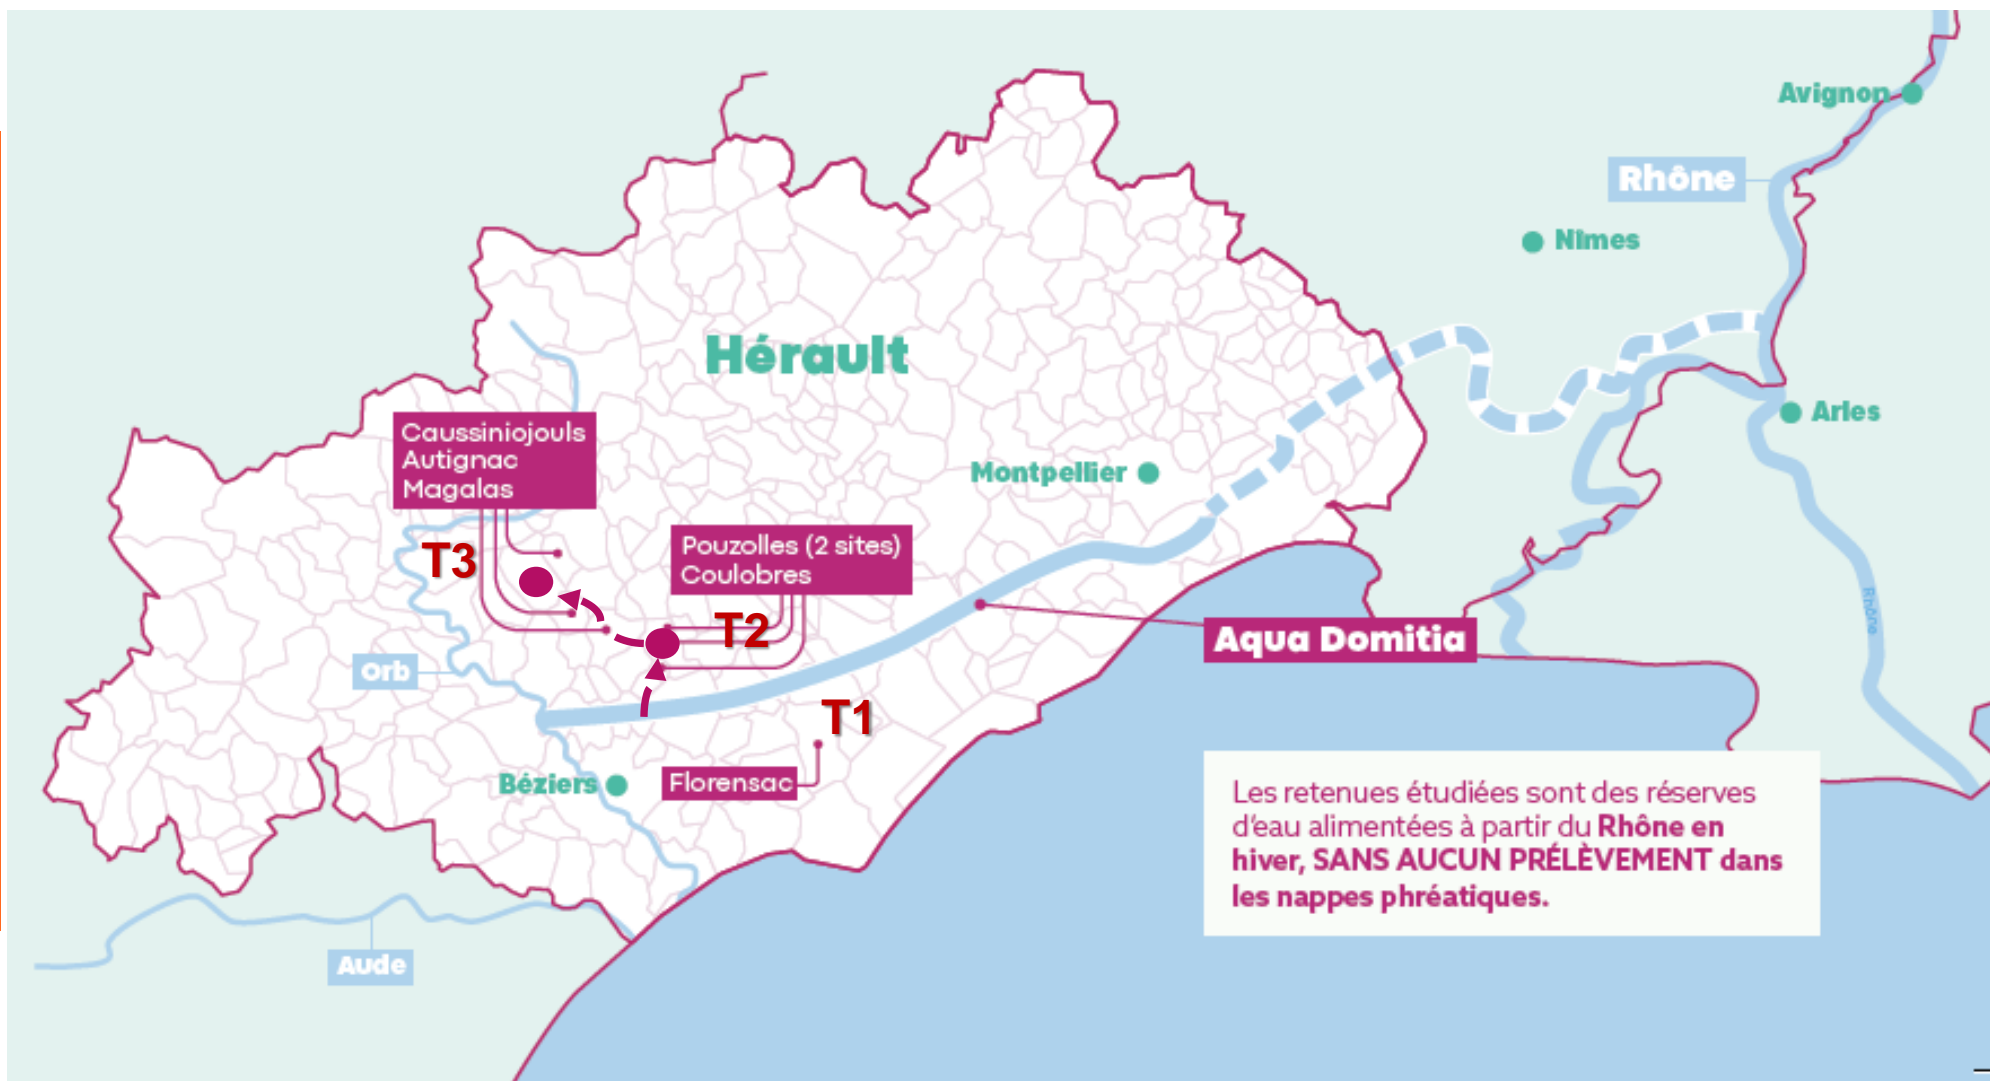 Avignon
Rhône
Nîmes
Hérault
Arles
Caussiniojouls
Autignac
Magalas
Montpellier
T3
Pouzolles (2 sites)
Coulobres
T2
Rhône
Aqua Domitia
Orb
T1
Béziers
Florensac
Les retenues étudiées sont des réserves
d'eau alimentées à partir du Rhône en
hiver, SANS AUCUN PRÉLÈVEMENT dans
les nappes phréatiques.
Aude